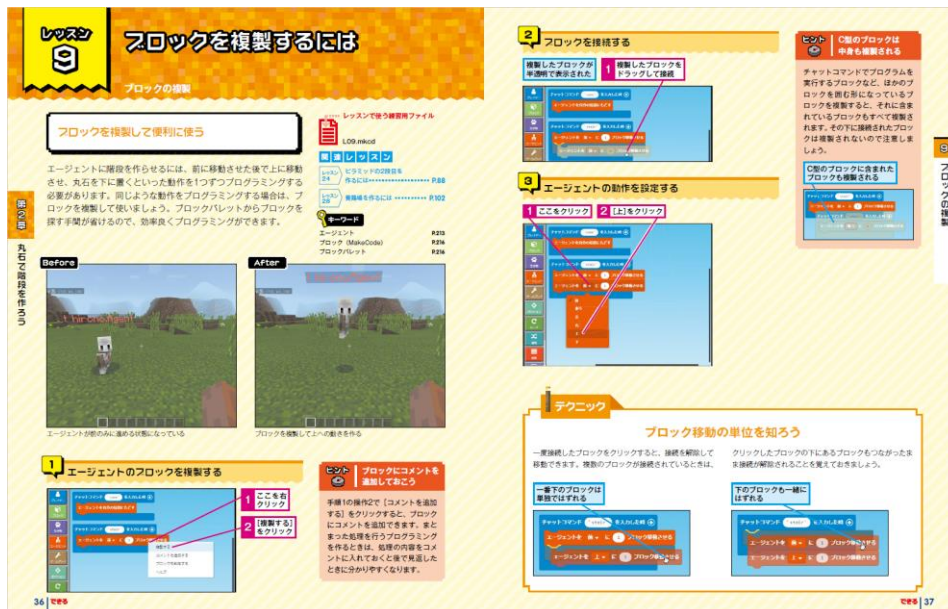 レッスン
9
ブロックを複製するには
ブロックの複製
ブロックを複製して便利に使う
エージェントに階段を作らせるには、前に移動させた後で上に移動
させ、丸石を下に置くといった動作を1つずつプログラミングする
必要があります。同じような動作をプログラミングする場合は、ブ
ロックを複製して使いましょう。ブロックパレットからブロックを
探す手間が省けるので、効率良くプログラミングができます。
レッスンで使う練習用ファイル
L09.mkcd
関連レッスン
レッスン24 ピラミッドの2段目を
作るには P.88
P.102
キーワード
エージェント P.213
ブロック（MakeCode） P.216
ブロックパレット P.216
第2章
丸石で階段を作ろう
Before
After
エージェントが前のみに進める状態になっている
ブロックを複製して上への動きを作る
1 エージェントのブロックを複製する
1 ここを右
クリック
2 [複製する]
をクリック
ヒント ブロックにコメントを
追加しておこう
手順1の操作2で［コメントを追加
する］をクリックすると、ブロック
にコメントを追加できます。まと
まった処理を行うプログラミング
を作るときは、処理の内容をコメ
ントに入れておくと後で見返した
ときに分かりやすくなります。
36 できる
2 ブロックを接続する
複製したブロックが
半透明で表示された
1 複製したブロックを
ドラッグして接続
3 エージェントの動作を設定する
1 ここをクリック
2 [上]をクリック
ヒント C型のブロックは
中身も複製される
チャットコマンドでプログラムを
実行するブロックなど、ほかのブ
ロックを囲む形になっているブ
ロックを複製すると、それに含ま
れているブロックもすべて複製さ
れます。その下に接続されたブロッ
クは複製されないので注意しま
しょう。
C型のブロックに含まれた
ブロックも複製される
9
ブロックの複製
テクニック
ブロック移動の単位を知ろう
一度接続したブロックをクリックすると、接続を解除して
移動できます。複数のブロックが接続されているときは、
クリックしたブロックの下にあるブロックもつながったま
ま接続が解除されることを覚えておきましょう。
一番下のブロックは
単独ではずれる
下のブロックも一緒に
はずれる
できる 37